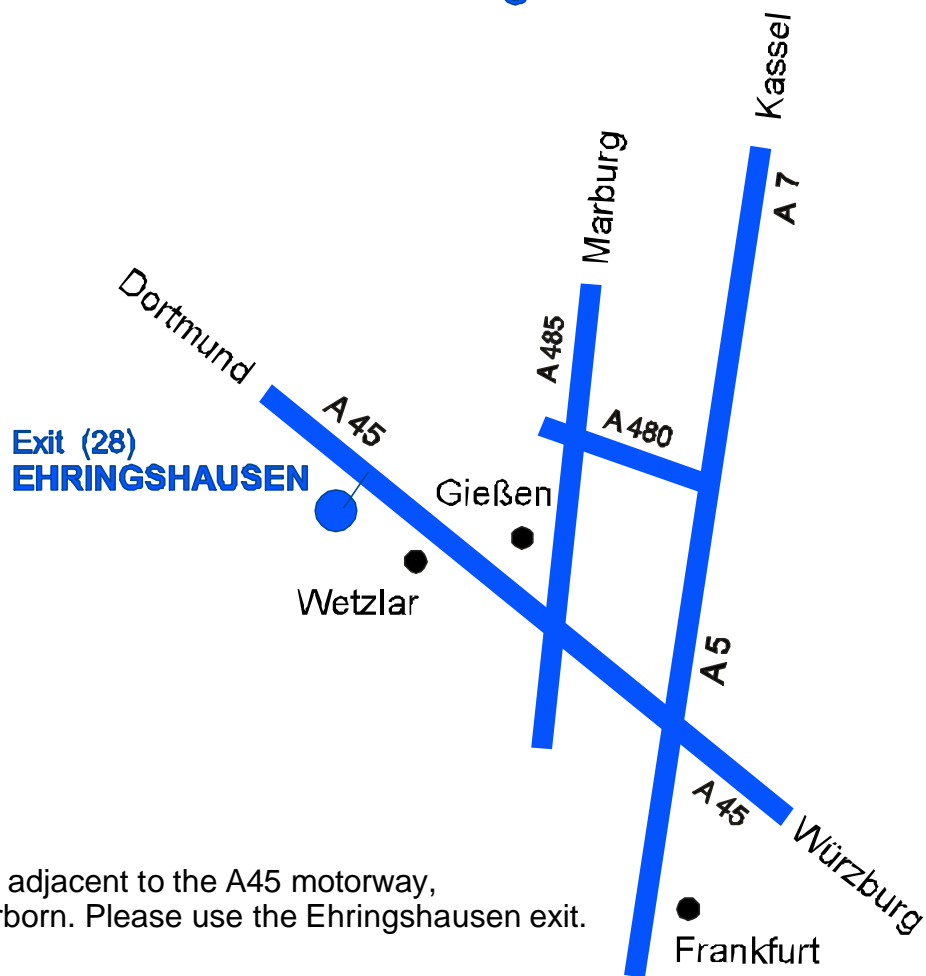 Kassel
A 7
Marburg
Dortmund
A 485
A 45
A 480
Exit (28)
EHRINGSHAUSEN
Gießen
Wetzlar
A 5
A 45
Würzburg
adjacent to the A45 motorway,
rborn. Please use the Ehringshausen exit.
Frankfurt